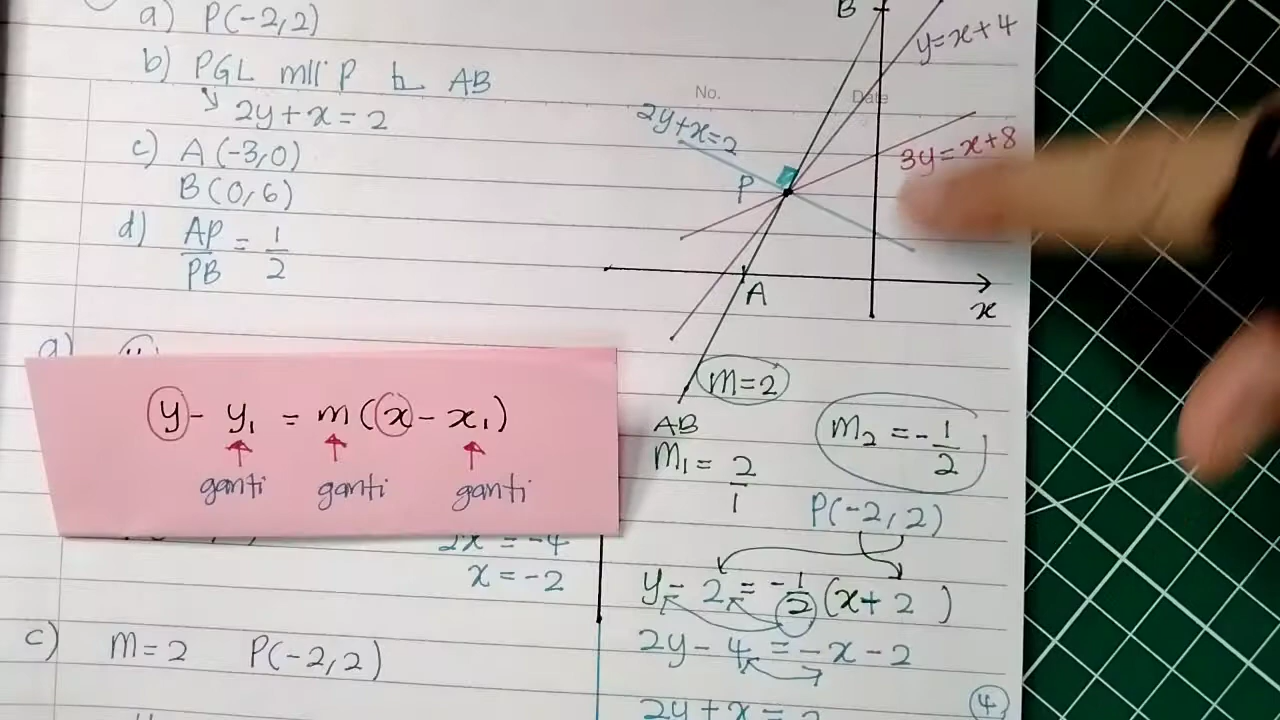 a) P(-2,2)
b) PGL mll P ⊾ AB
2y+x=2
c) A(-3,0)
B(0,6)
d) AP/PB = 1/2
B
y=x+4
No.
Date
2y+x=2
3y=x+8
P
A
x
a)
y - y₁ = m(x - x₁)
ganti ganti ganti
2x = -4
x = -2
c) m=2 P(-2,2)
m=2
AB
m₁ = 2/1
m₂ = -1/2
P(-2,2)
y - 2 = -1/2(x+2)
2y - 4 = -x - 2
2y + x = 2
4